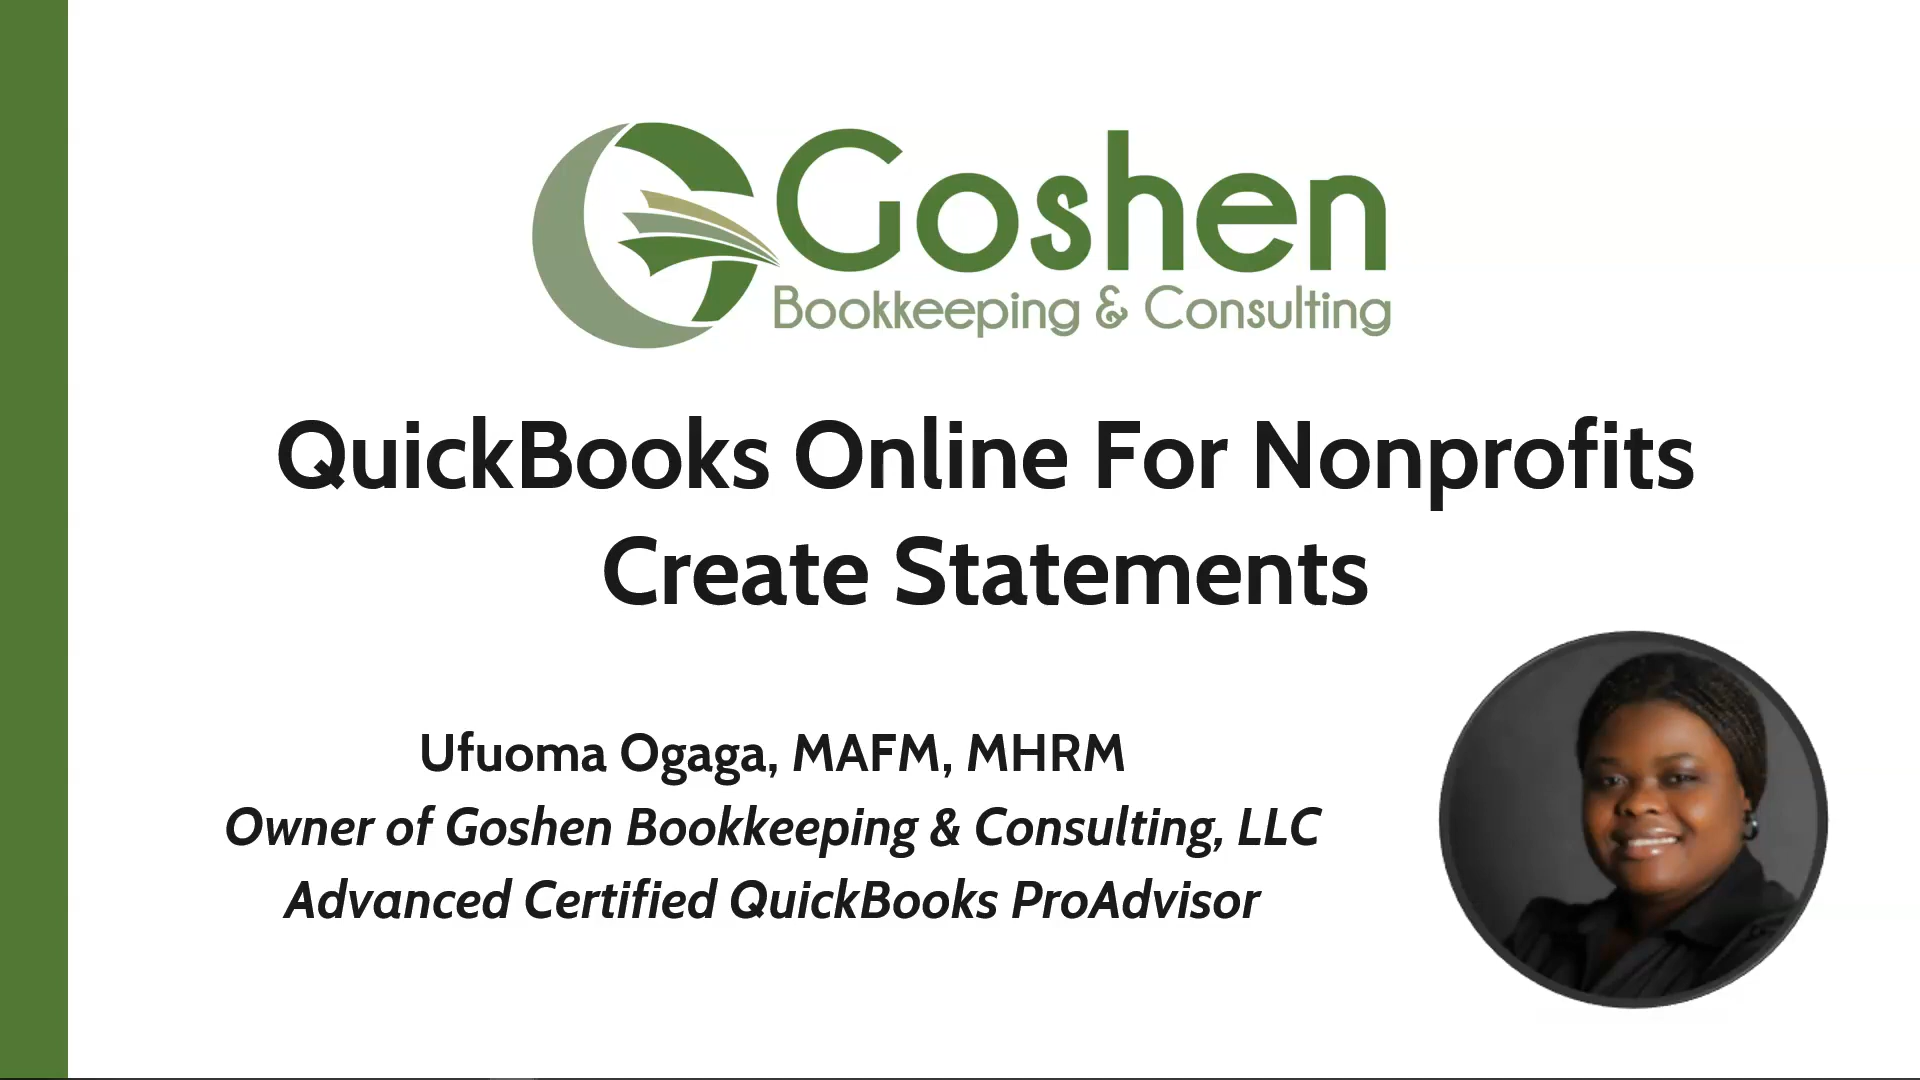 Goshen
Bookkeeping & Consulting
QuickBooks Online For Nonprofits
Create Statements
Ufuoma Ogaga, MAFM, MHRM
Owner of Goshen Bookkeeping & Consulting, LLC
Advanced Certified QuickBooks ProAdvisor